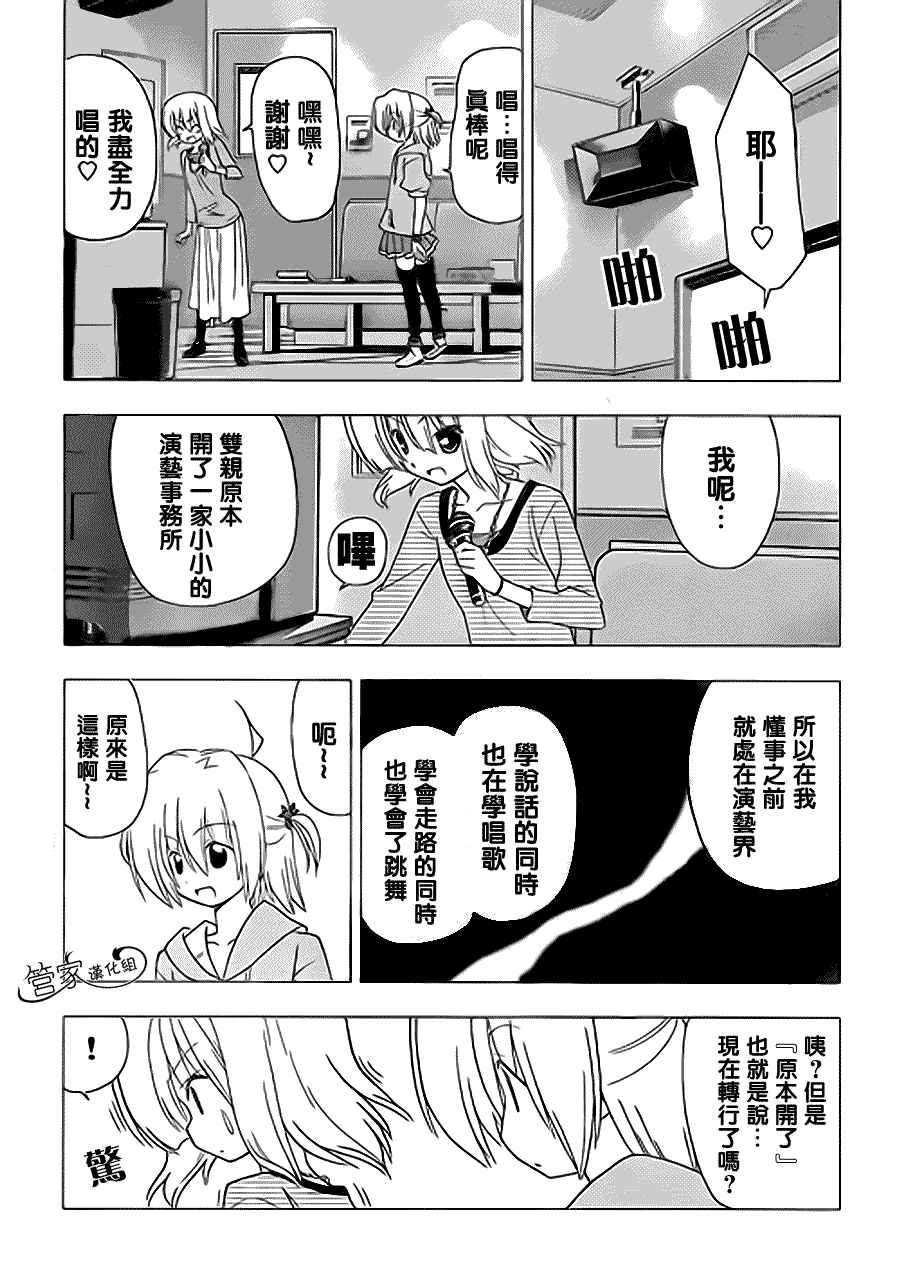 耶——♡
啪
啪
唱…唱得
真棒呢
嘿嘿~
謝謝♡
我盡全力
唱的♡
我呢…
嗶
雙親原本
開了一家小小的
演藝事務所
所以在我
懂事之前
就處在演藝界
學說話的同時
也在學唱歌
學會走路的同時
也學會了跳舞
呃~~
原來是
這樣啊~~
咦?但是
『原本開了』
也就是說…
現在轉行了嗎?
!
驚
管家漢化組